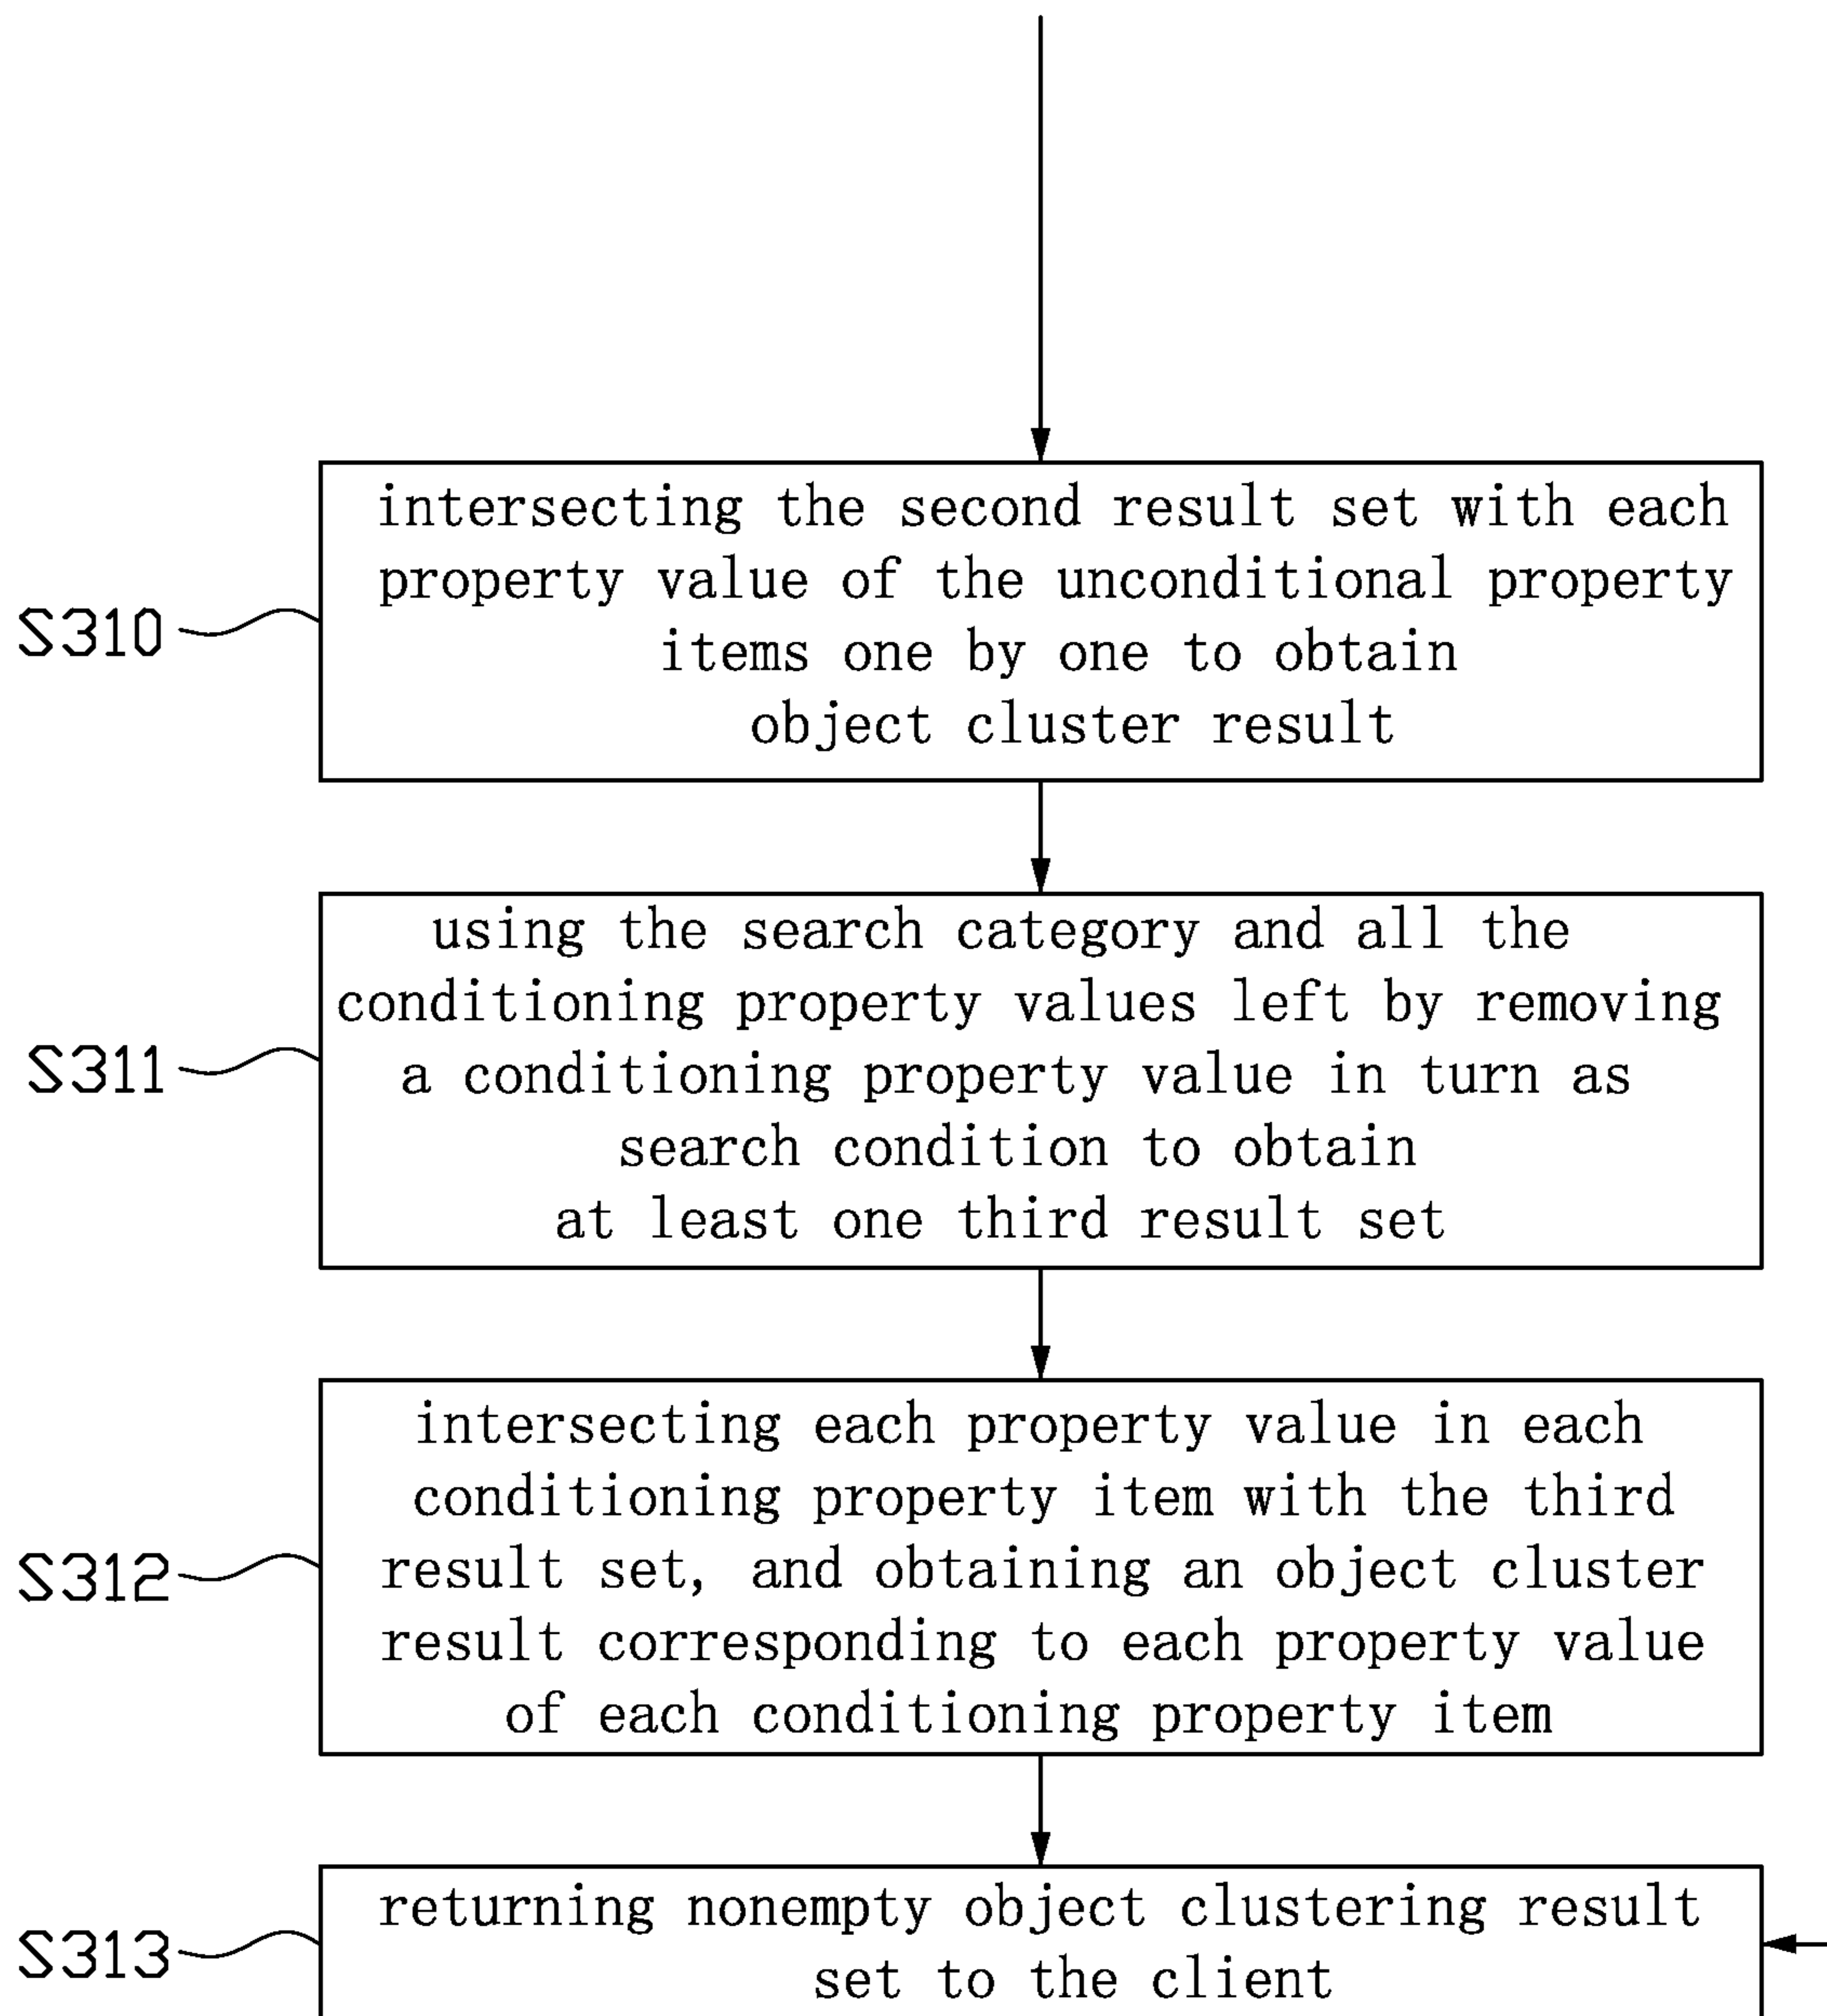 intersecting the second result set with each
property value of the unconditional property
items one by one to obtain
object cluster result
S310
using the search category and all the
conditioning property values left by removing
a conditioning property value in turn as
search condition to obtain
at least one third result set
S311
intersecting each property value in each
conditioning property item with the third
result set, and obtaining an object cluster
result corresponding to each property value
of each conditioning property item
S312
returning nonempty object clustering result
set to the client
S313